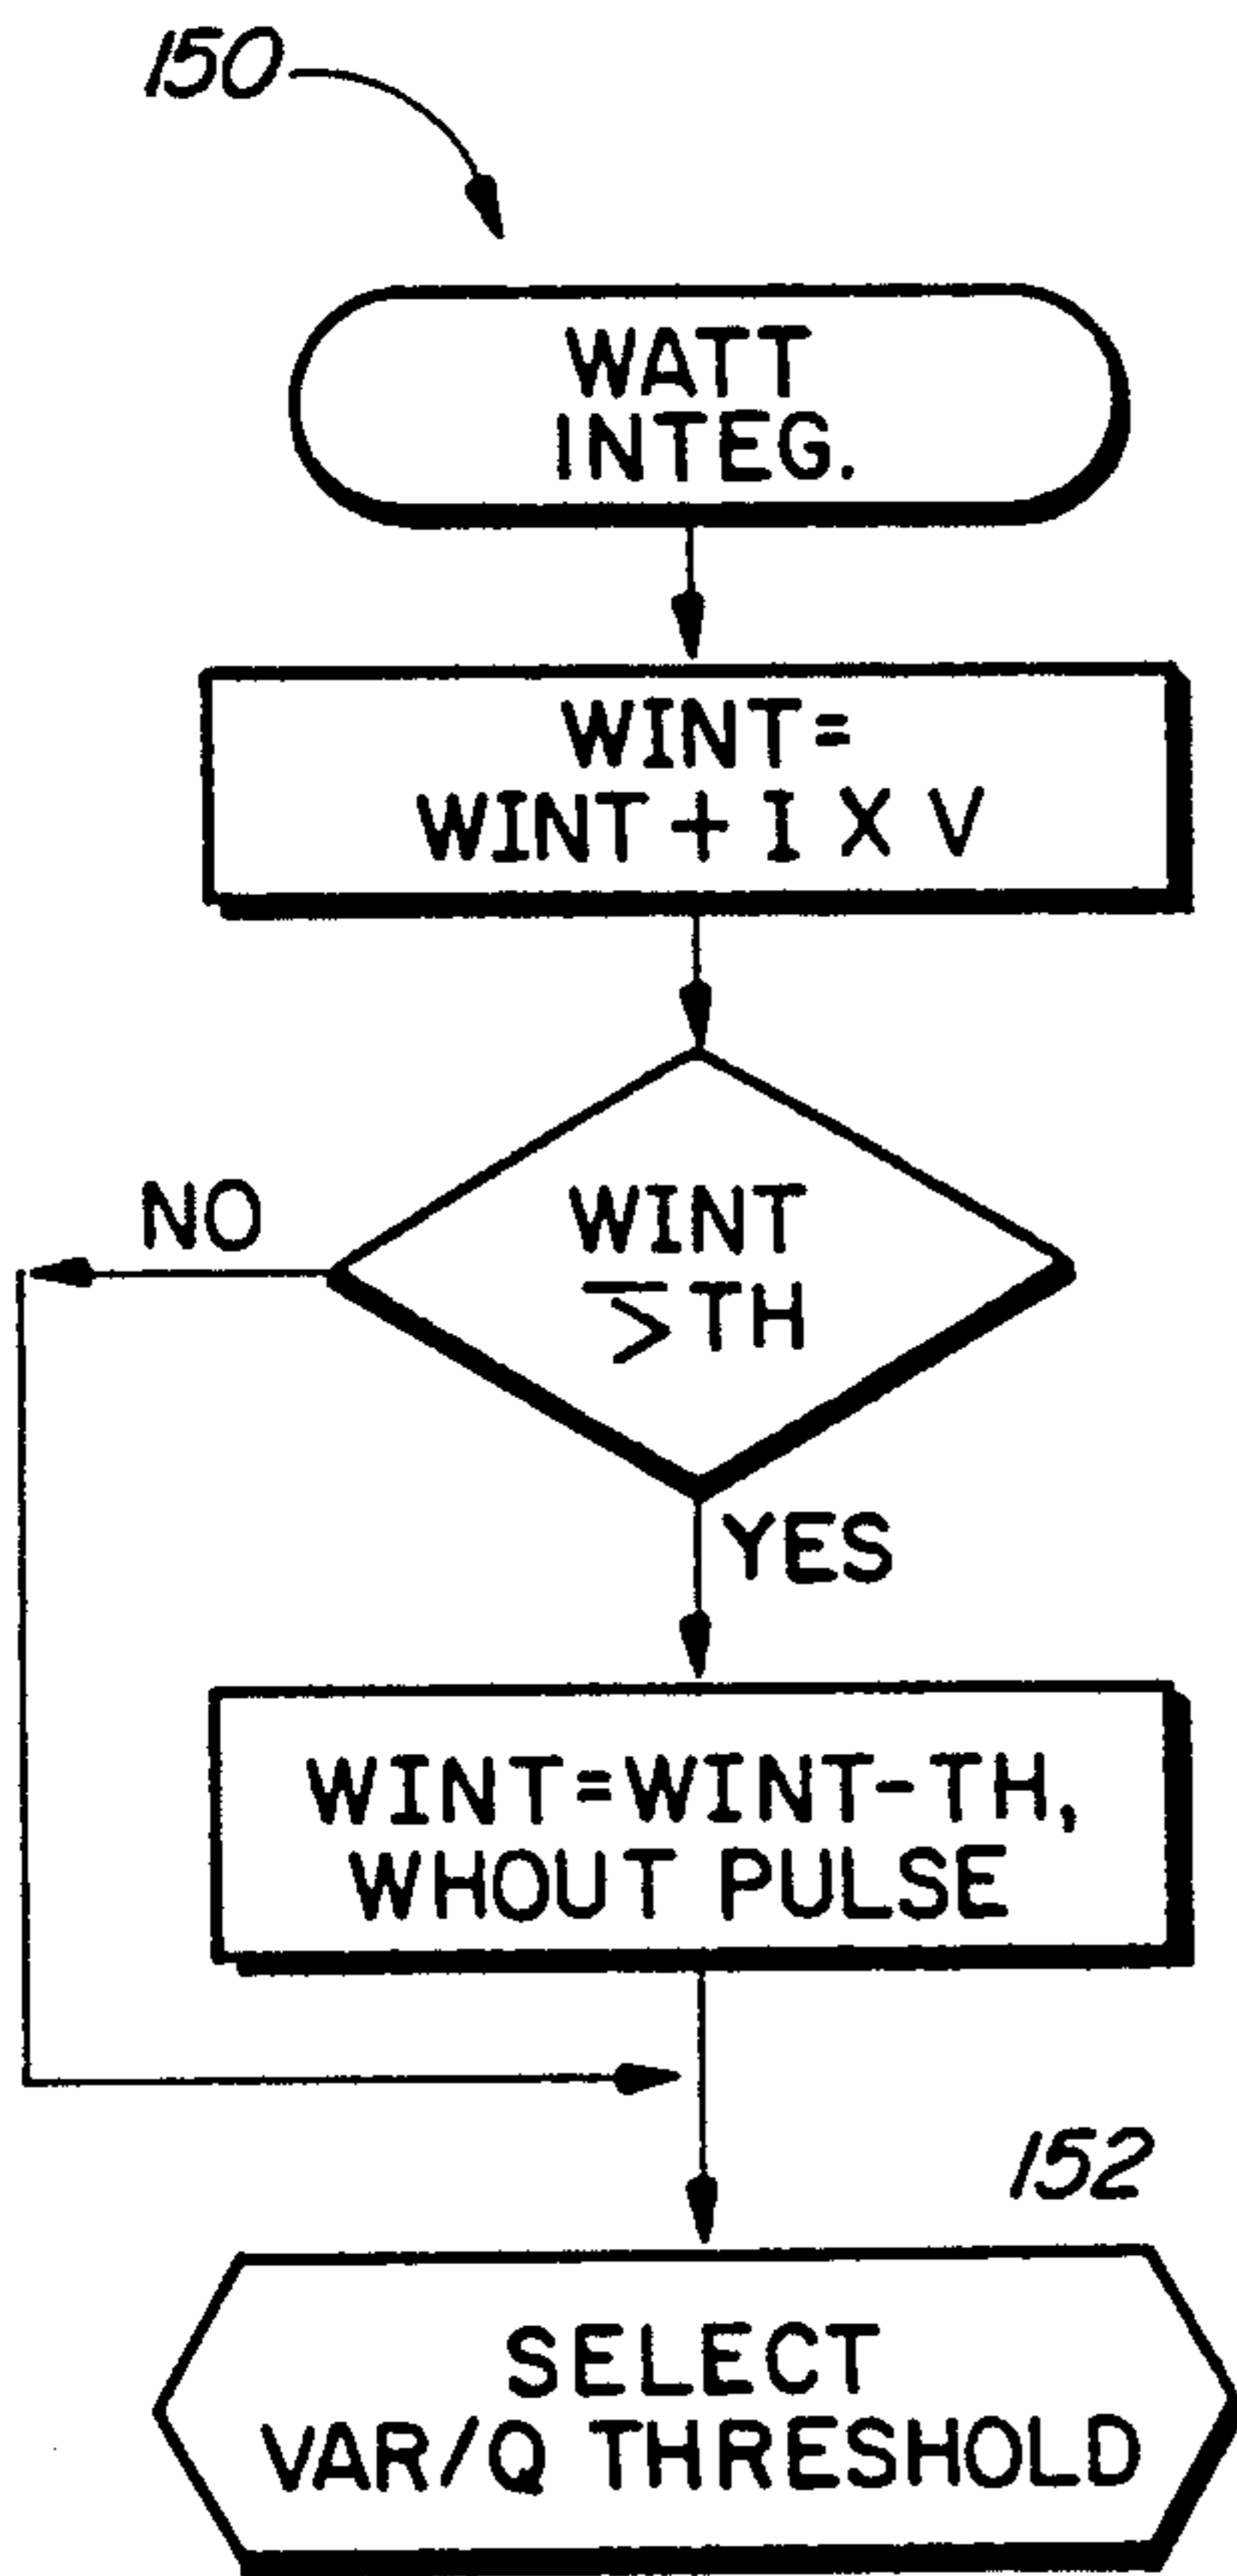 150
WATT
INTEG.
WINT=
WINT + I X V
NO
WINT
≥ TH
YES
WINT=WINT-TH,
WHOUT PULSE
152
SELECT
VAR/Q THRESHOLD